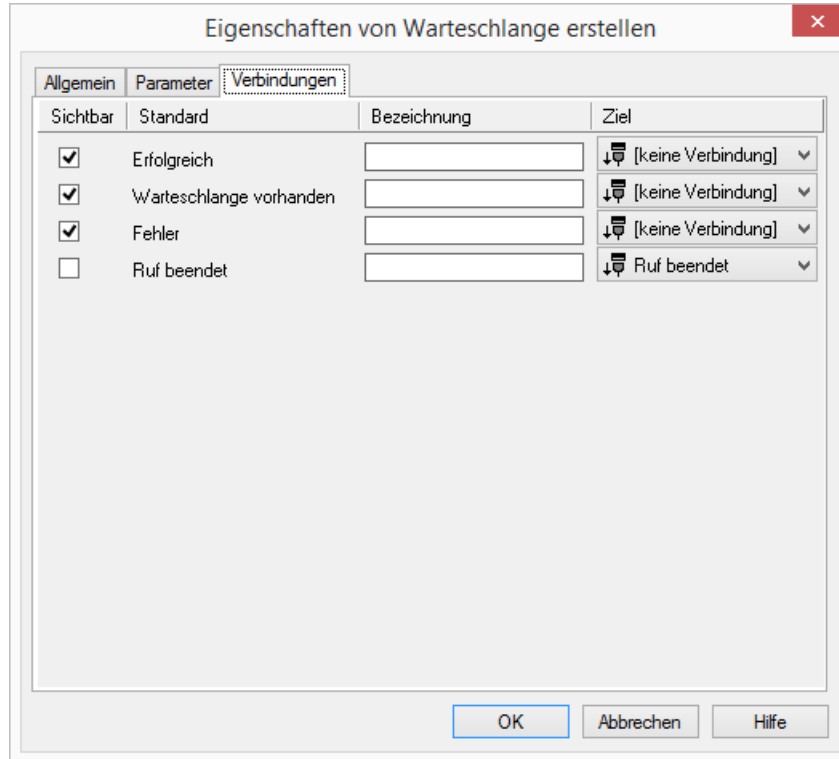 Eigenschaften von Warteschlange erstellen
Allgemein Parameter Verbindungen
Sichtbar Standard Bezeichnung Ziel
Erfolgreich [keine Verbindung]
Warteschlange vorhanden [keine Verbindung]
Fehler [keine Verbindung]
Ruf beendet Ruf beendet
OK Abbrechen Hilfe